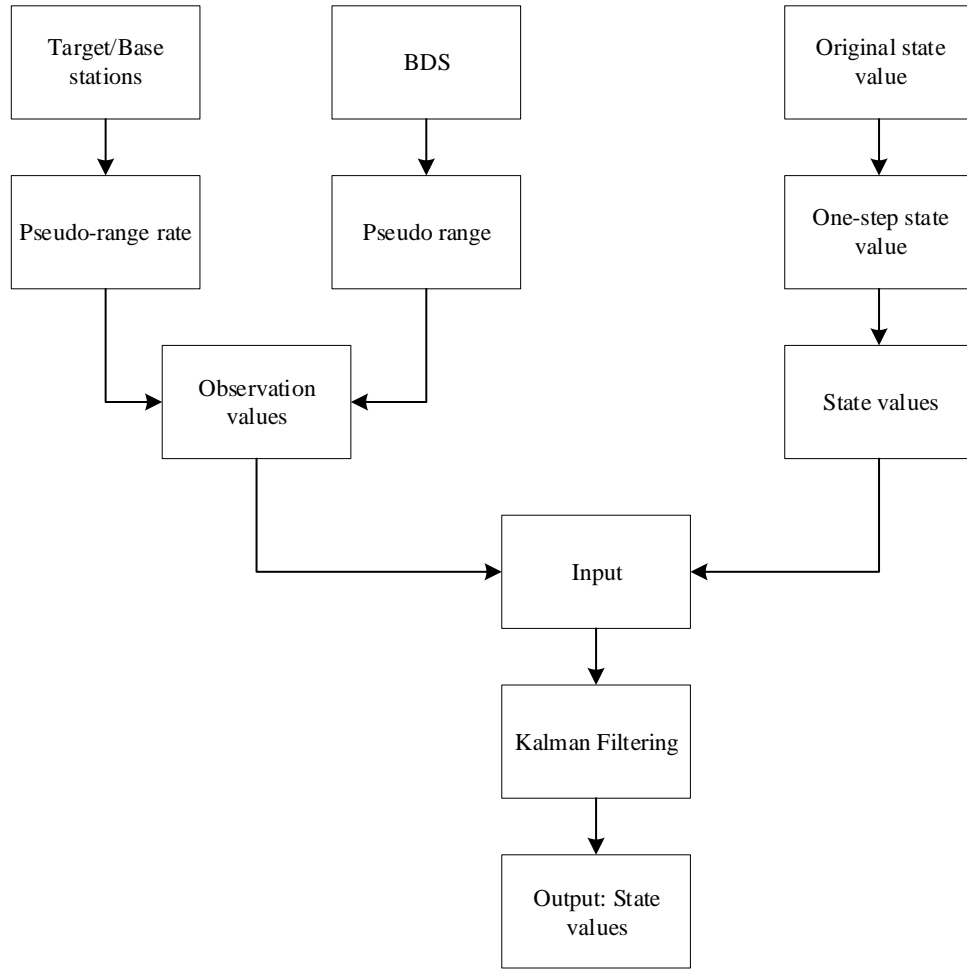 Target/Base
stations
BDS
Original state
value
Pseudo-range rate
Pseudo range
One-step state
value
Observation
values
State values
Input
Kalman Filtering
Output: State
values